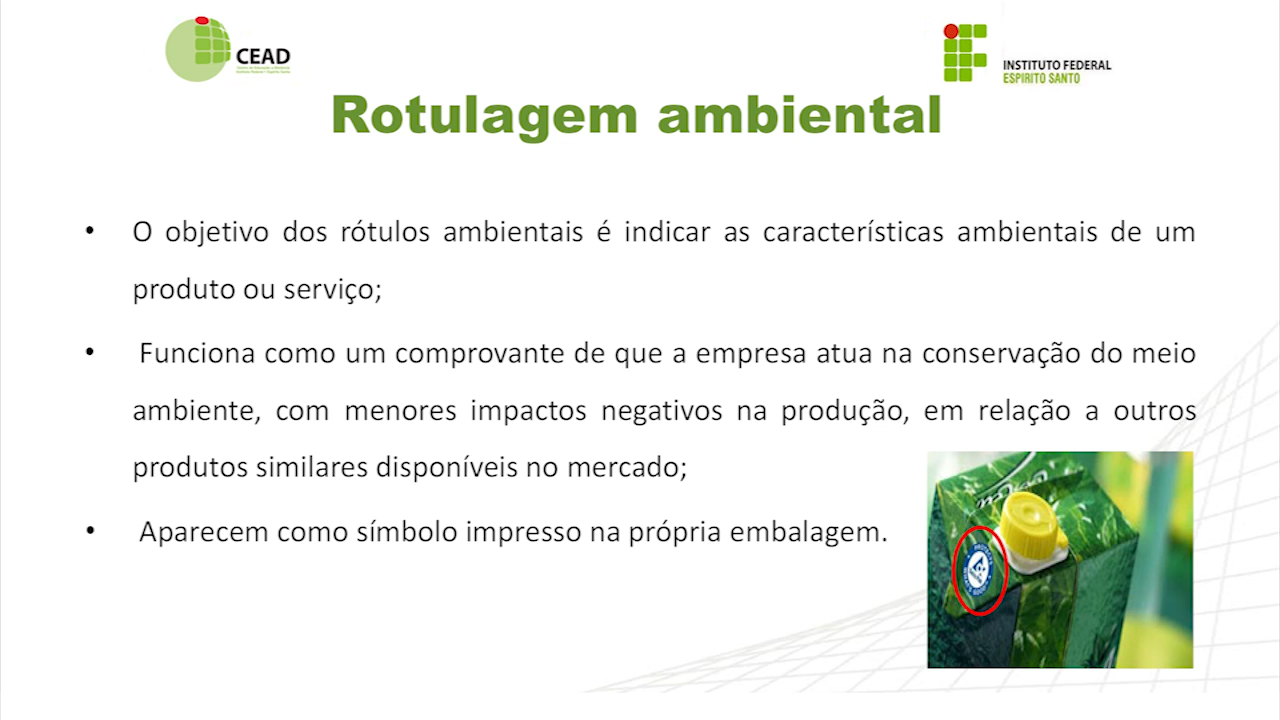 CEAD
INSTITUTO FEDERAL
ESPÍRITO SANTO
Rotulagem ambiental
• O objetivo dos rótulos ambientais é indicar as características ambientais de um
produto ou serviço;
• Funciona como um comprovante de que a empresa atua na conservação do meio
ambiente, com menores impactos negativos na produção, em relação a outros
produtos similares disponíveis no mercado;
• Aparecem como símbolo impresso na própria embalagem.